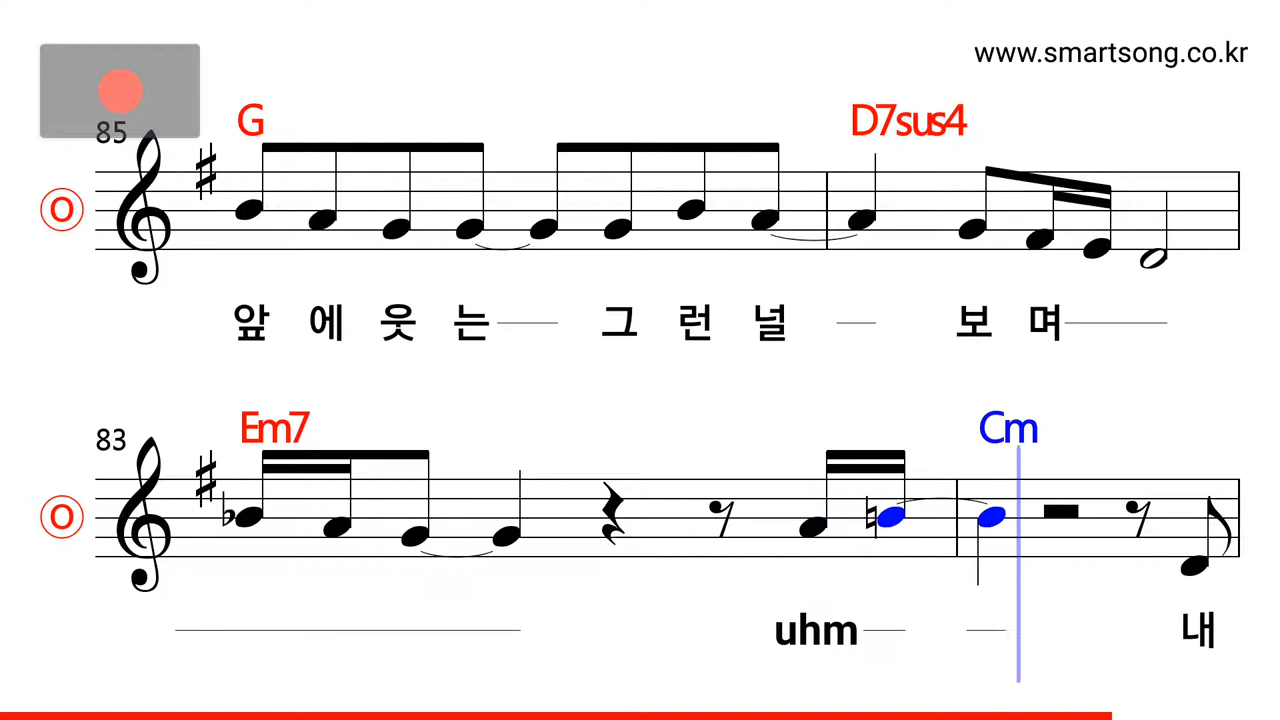 www.smartsong.co.kr
85 G D7sus4
O
앞 에 웃 는 그 런 널 보 며
83 Em7 Cm
O
uhm 내